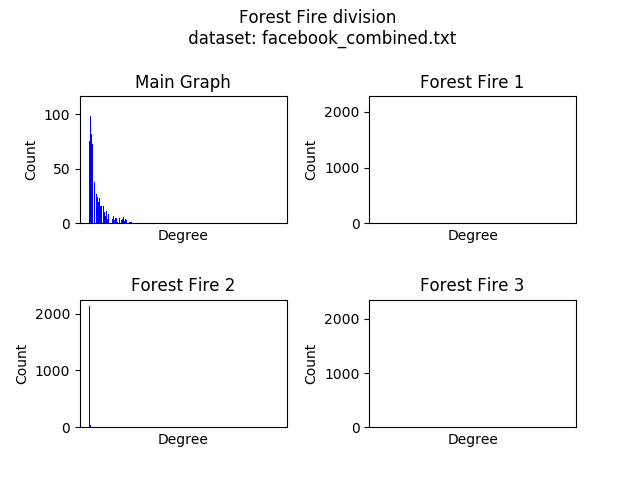 Forest Fire division
dataset: facebook_combined.txt
Main Graph
Forest Fire 1
100
50
0
Count
Degree
2000
1000
0
Count
Degree
Forest Fire 2
Forest Fire 3
2000
1000
0
Count
Degree
2000
1000
0
Count
Degree